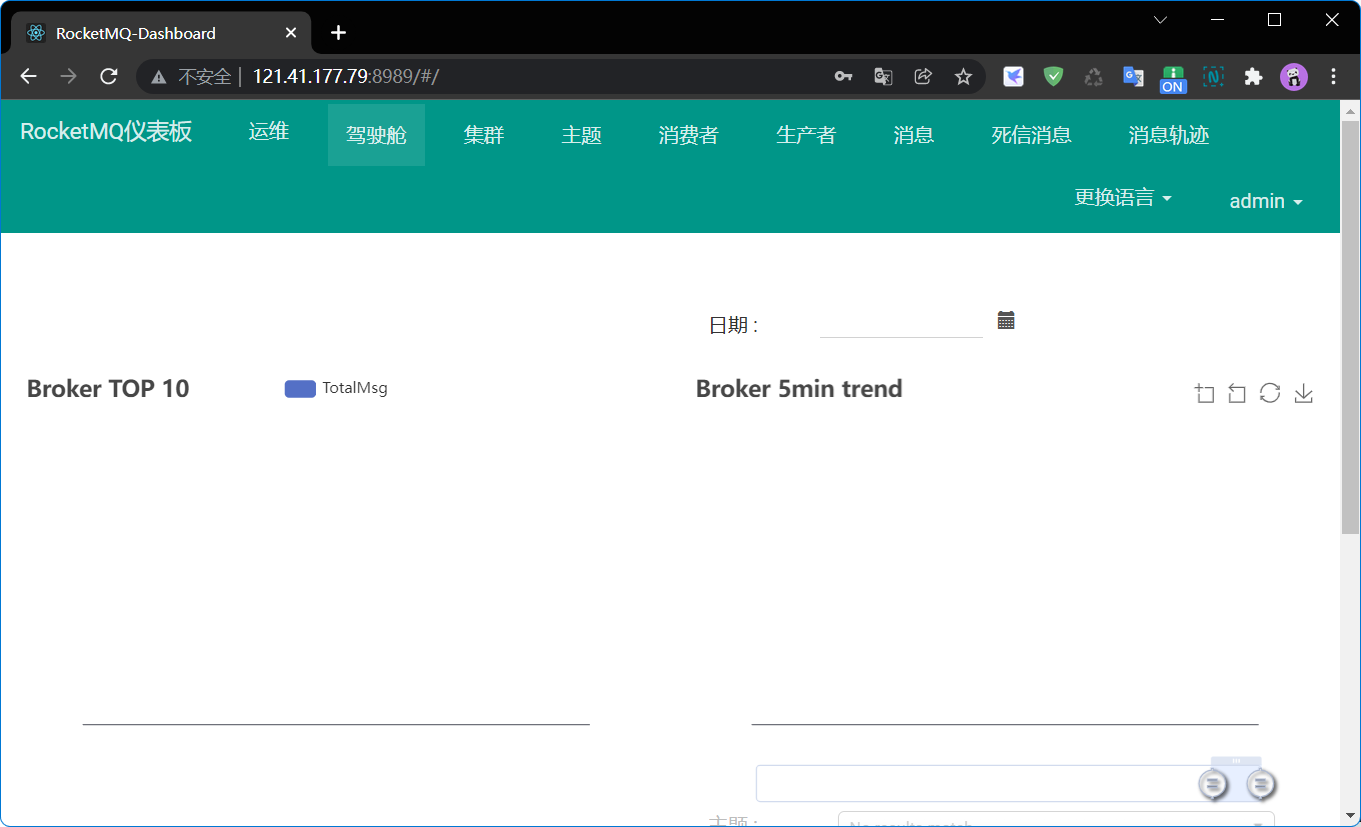 RocketMQ-Dashboard
不安全 121.41.177.79:8989/#/
ON
RocketMQ仪表板 运维 驾驶舱 集群 主题 消费者 生产者 消息 死信消息 消息轨迹
更换语言 admin
日期 :
Broker TOP 10 TotalMsg Broker 5min trend
主题 : No results match